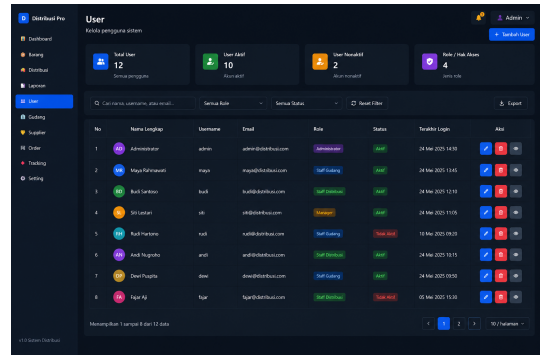 D Distribusi Pro
Dashboard
Barang
Distribusi
Laporan
User
Gudang
Supplier
Order
Tracking
Setting
v1.0 Sistem Distribusi
User
Kelola pengguna sistem
Admin
+ Tambah User
Total User
12
Semua pengguna
User Aktif
10
Akun aktif
User Nonaktif
2
Akun nonaktif
Role / Hak Akses
4
Jenis role
Cari nama, username, atau email...
Semua Role
Semua Status
Reset Filter
Export
No Nama Lengkap Username Email Role Status Terakhir Login Aksi
1 AD Administrator admin admin@distribusi.com Administrator Aktif 24 Mei 2025 14:30
2 MR Maya Rahmawati maya maya@distribusi.com Staff Gudang Aktif 24 Mei 2025 13:45
3 BD Budi Santoso budi budi@distribusi.com Staff Distribusi Aktif 24 Mei 2025 12:10
4 SL Siti Lestari siti siti@distribusi.com Manager Aktif 24 Mei 2025 11:05
5 RH Rudi Hartono rudi rudi@distribusi.com Staff Gudang Tidak Aktif 10 Mei 2025 09:20
6 AN Andi Nugroho andi andi@distribusi.com Staff Gudang Aktif 24 Mei 2025 10:15
7 DP Dewi Puspita dewi dewi@distribusi.com Staff Gudang Aktif 24 Mei 2025 09:50
8 FA Fajar Aji fajar fajar@distribusi.com Staff Distribusi Tidak Aktif 05 Mei 2025 15:30
Menampilkan 1 sampai 8 dari 12 data
< 1 2 > 10 / halaman